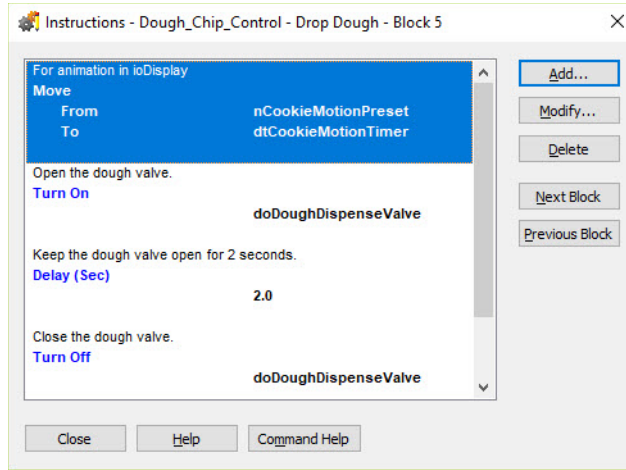 Instructions - Dough_Chip_Control - Drop Dough - Block 5
For animation in ioDisplay
Move
From nCookieMotionPreset
To dtCookieMotionTimer
Open the dough valve.
Turn On
doDoughDispenseValve
Keep the dough valve open for 2 seconds.
Delay (Sec)
2.0
Close the dough valve.
Turn Off
doDoughDispenseValve
Add...
Modify...
Delete
Next Block
Previous Block
Close Help Command Help